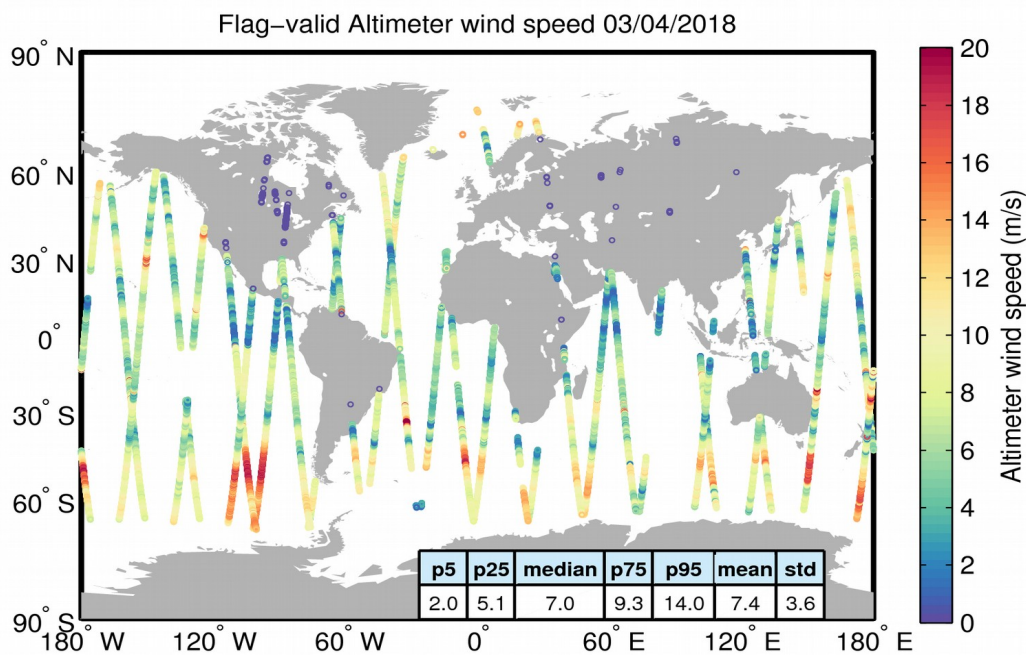 Flag−valid Altimeter wind speed 03/04/2018
90° N
60° N
30° N
0°
30° S
60° S
90° S
180° W
120° W
60° W
0°
60° E
120° E
180° E
p5 p25 median p75 p95 mean std
2.0 5.1 7.0 9.3 14.0 7.4 3.6
20
18
16
14
12
10
8
6
4
2
0
Altimeter wind speed (m/s)